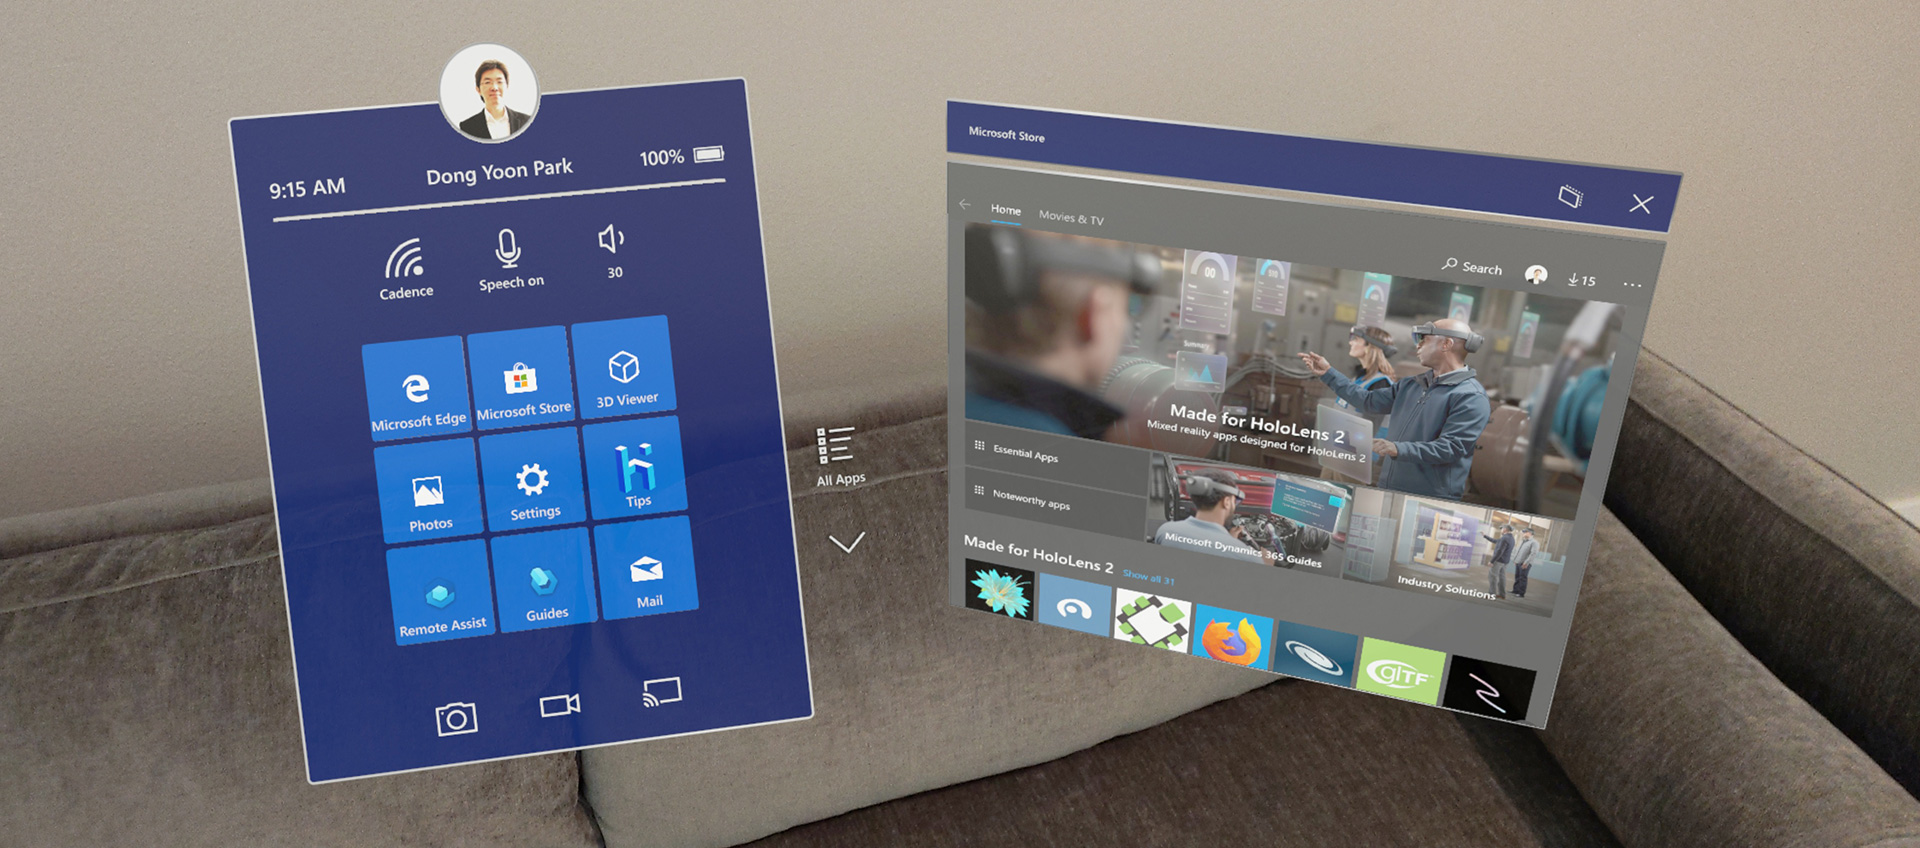 9:15 AM
Dong Yoon Park
100%
Cadence
Speech on
30
Microsoft Edge
Microsoft Store
3D Viewer
Photos
Settings
Tips
Remote Assist
Guides
Mail
All Apps
Microsoft Store
Home
Movies & TV
Search
15
00
Summary
Made for HoloLens 2
Mixed reality apps designed for HoloLens 2
Essential Apps
Noteworthy apps
Microsoft Dynamics 365 Guides
Industry Solutions
Made for HoloLens 2
Show all 31
glTF